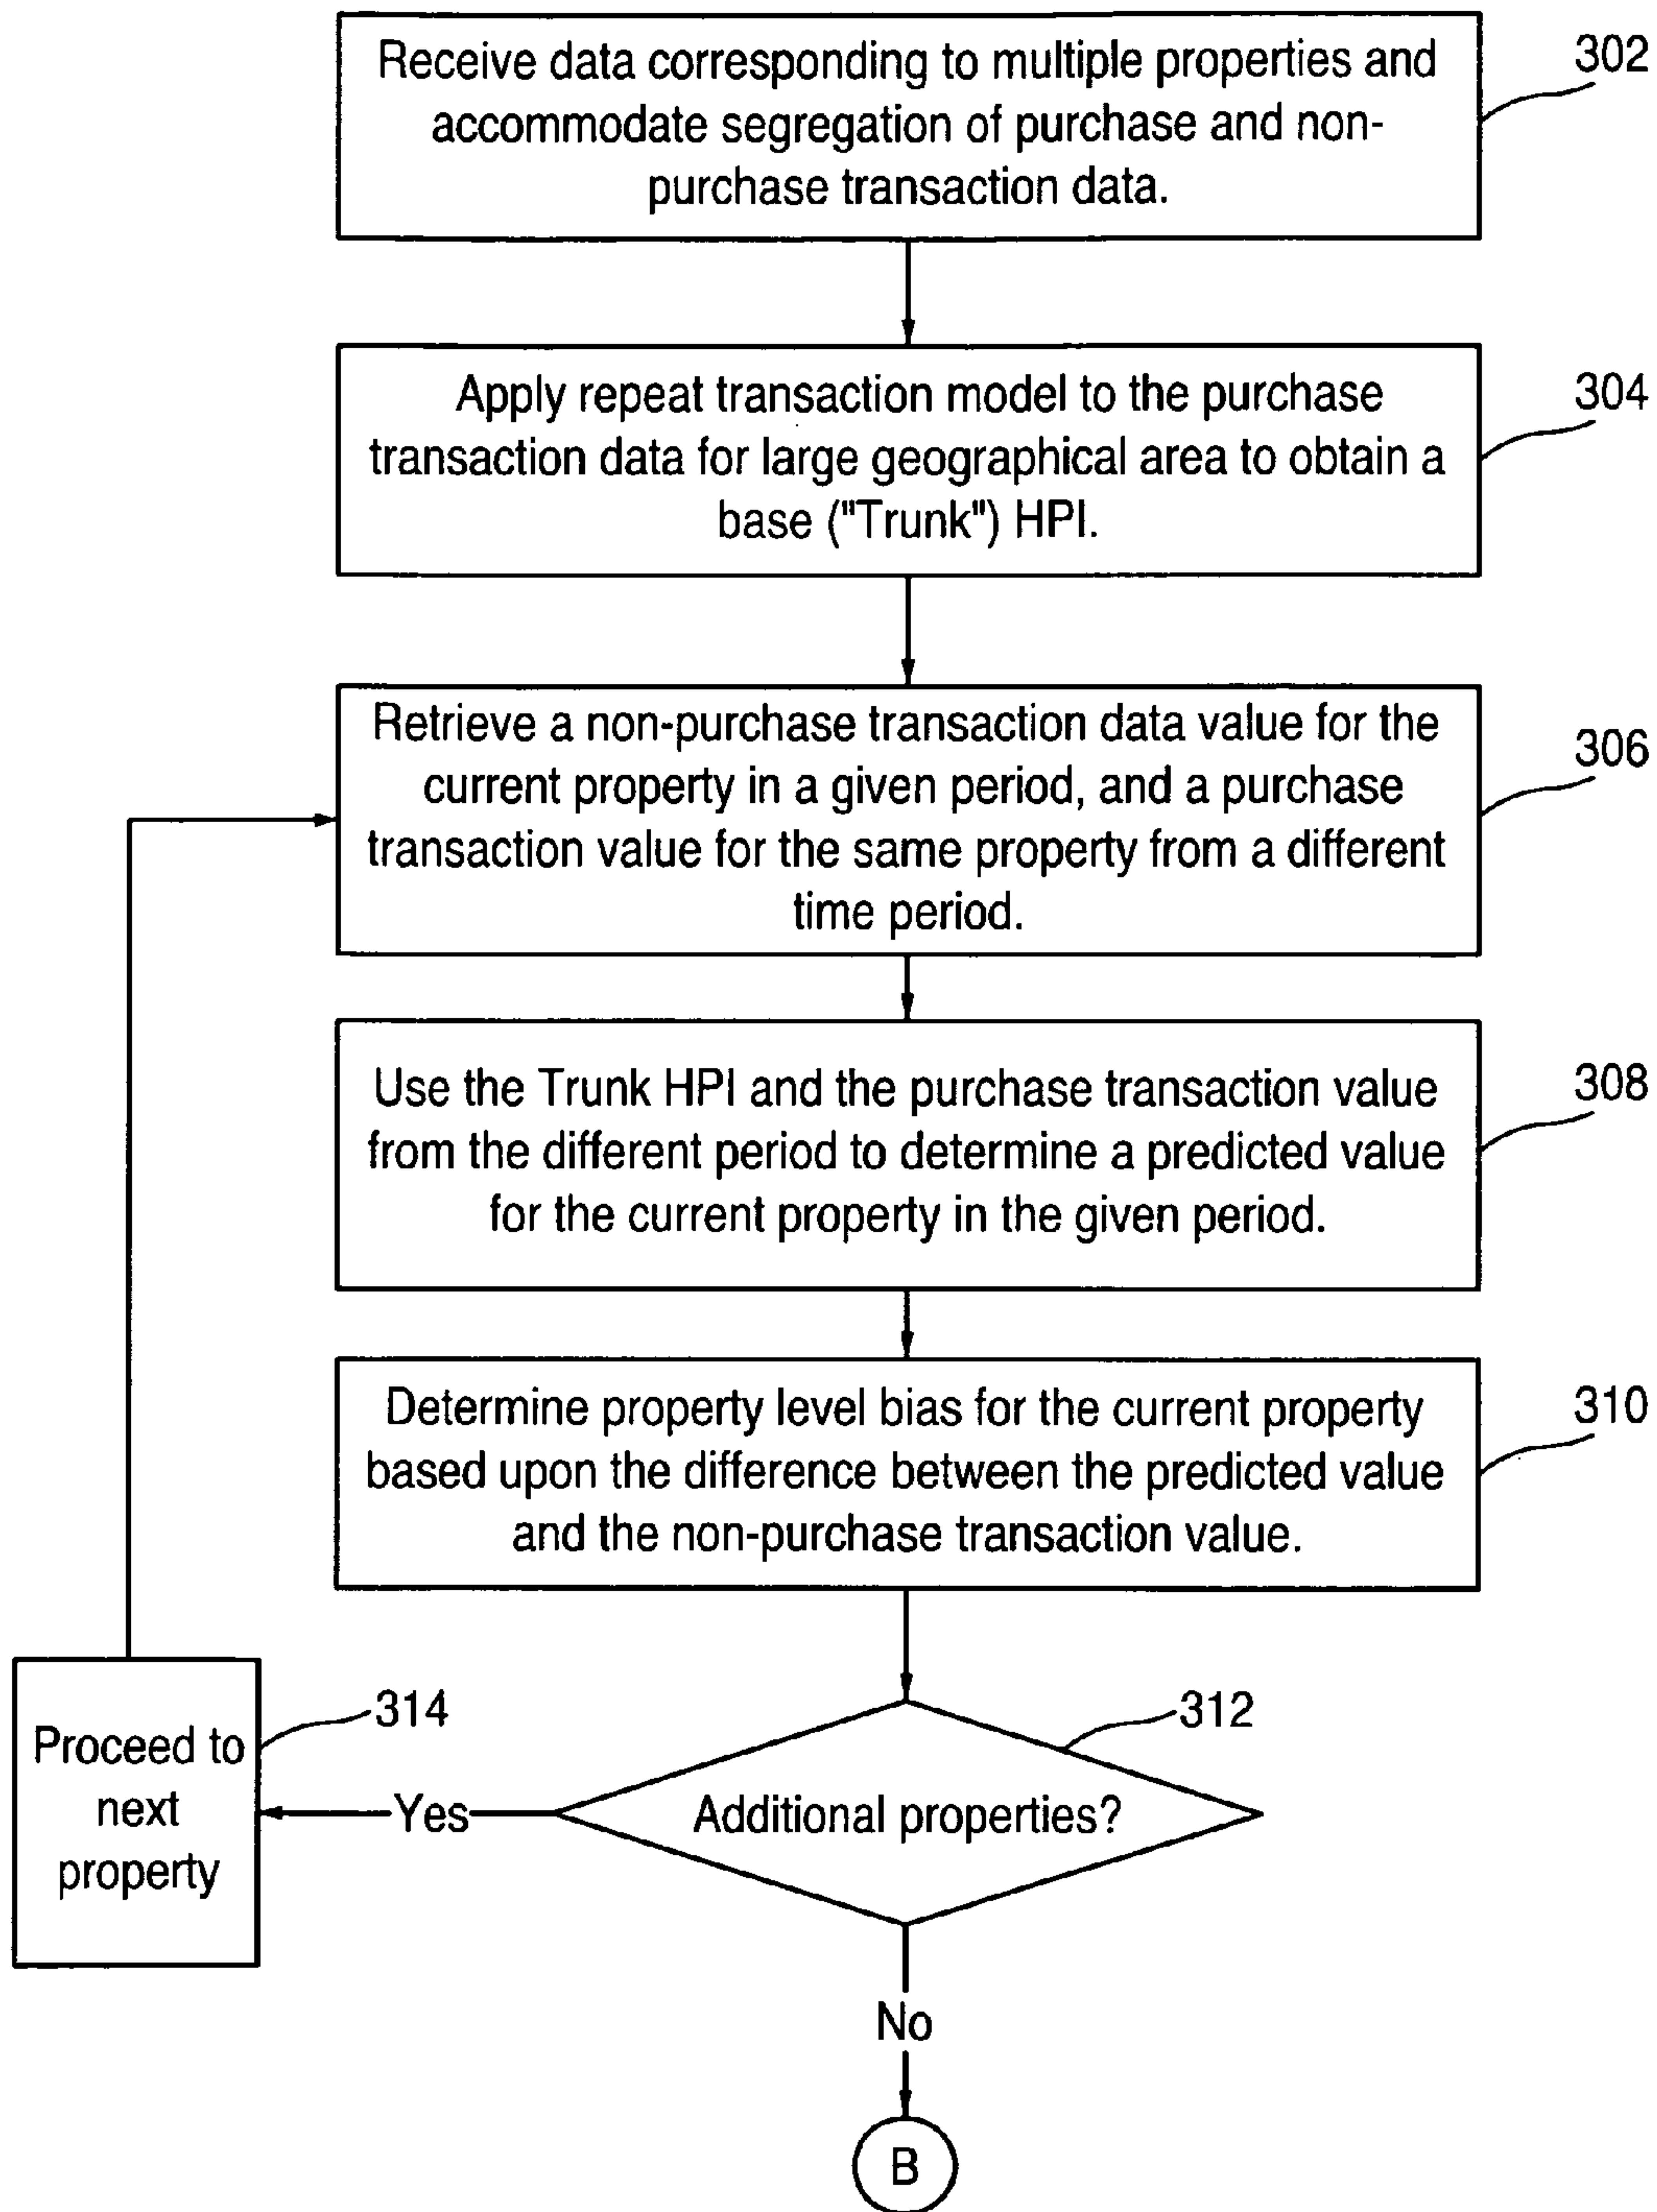 Receive data corresponding to multiple properties and
accommodate segregation of purchase and non-
purchase transaction data.
302
Apply repeat transaction model to the purchase
transaction data for large geographical area to obtain a
base ("Trunk") HPI.
304
Retrieve a non-purchase transaction data value for the
current property in a given period, and a purchase
transaction value for the same property from a different
time period.
306
Use the Trunk HPI and the purchase transaction value
from the different period to determine a predicted value
for the current property in the given period.
308
Determine property level bias for the current property
based upon the difference between the predicted value
and the non-purchase transaction value.
310
Proceed to
next
property
314
Yes
Additional properties?
312
No
B